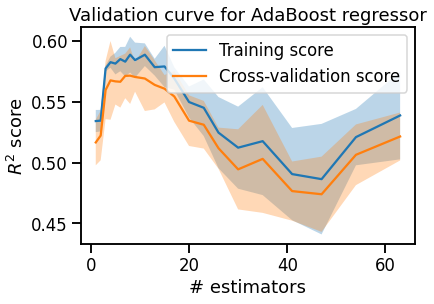 Validation curve for AdaBoost regressor
0.60
0.55
0.50
0.45
R² score
Training score
Cross-validation score
0 20 40 60
# estimators